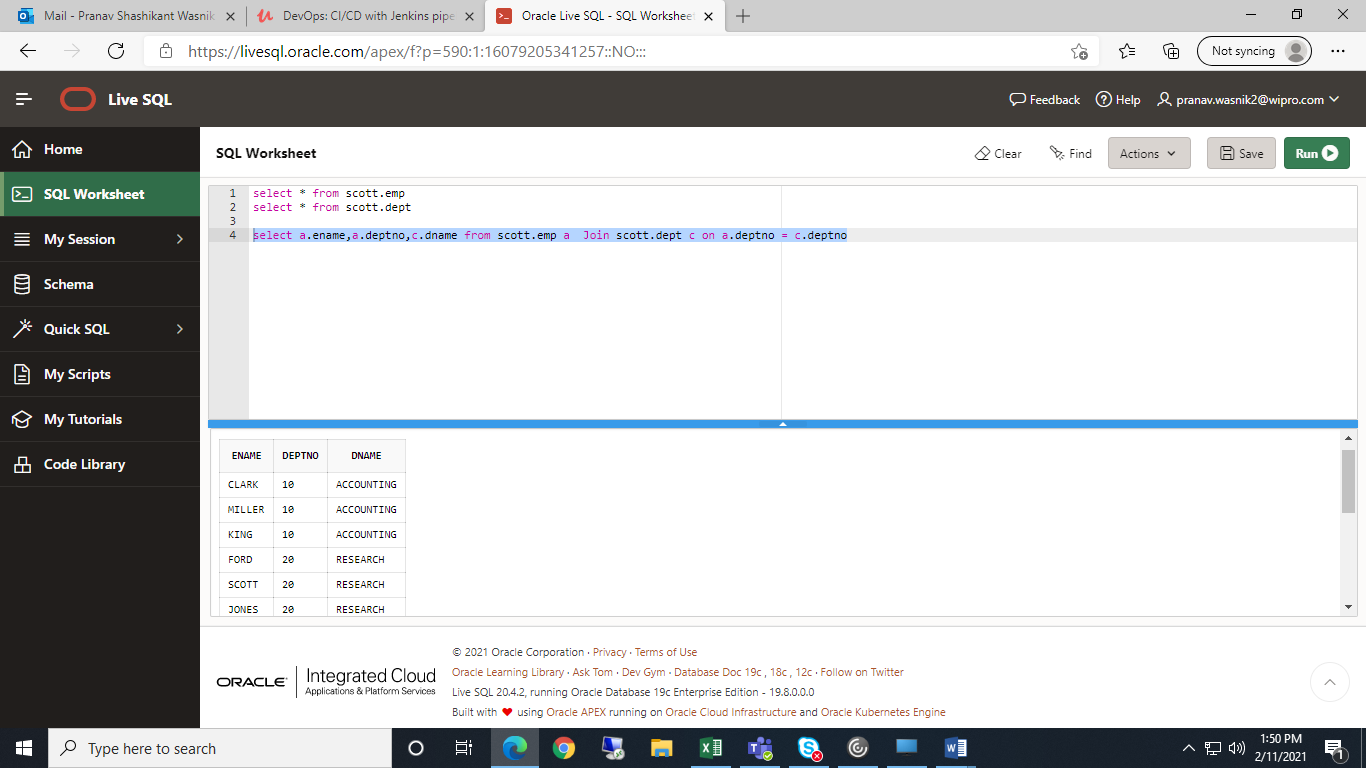 Mail - Pranav Shashikant Wasnik
DevOps: CI/CD with Jenkins pipe
Oracle Live SQL - SQL Workshee
https://livesql.oracle.com/apex/f?p=590:1:16079205341257::NO:::
Not syncing
Live SQL
Feedback
Help
pranav.wasnik2@wipro.com
Home
SQL Worksheet
My Session
Schema
Quick SQL
My Scripts
My Tutorials
Code Library
SQL Worksheet
Clear
Find
Actions
Save
Run
1 select * from scott.emp
2 select * from scott.dept
3
4 select a.ename,a.deptno,c.dname from scott.emp a  Join scott.dept c on a.deptno = c.deptno
ENAME DEPTNO DNAME
CLARK 10 ACCOUNTING
MILLER 10 ACCOUNTING
KING 10 ACCOUNTING
FORD 20 RESEARCH
SCOTT 20 RESEARCH
JONES 20 RESEARCH
ORACLE
Integrated Cloud
Applications & Platform Services
© 2021 Oracle Corporation · Privacy · Terms of Use
Oracle Learning Library · Ask Tom · Dev Gym · Database Doc 19c , 18c , 12c · Follow on Twitter
Live SQL 20.4.2, running Oracle Database 19c Enterprise Edition - 19.8.0.0.0
Built with ❤ using Oracle APEX running on Oracle Cloud Infrastructure and Oracle Kubernetes Engine
Type here to search
1:50 PM
2/11/2021
1